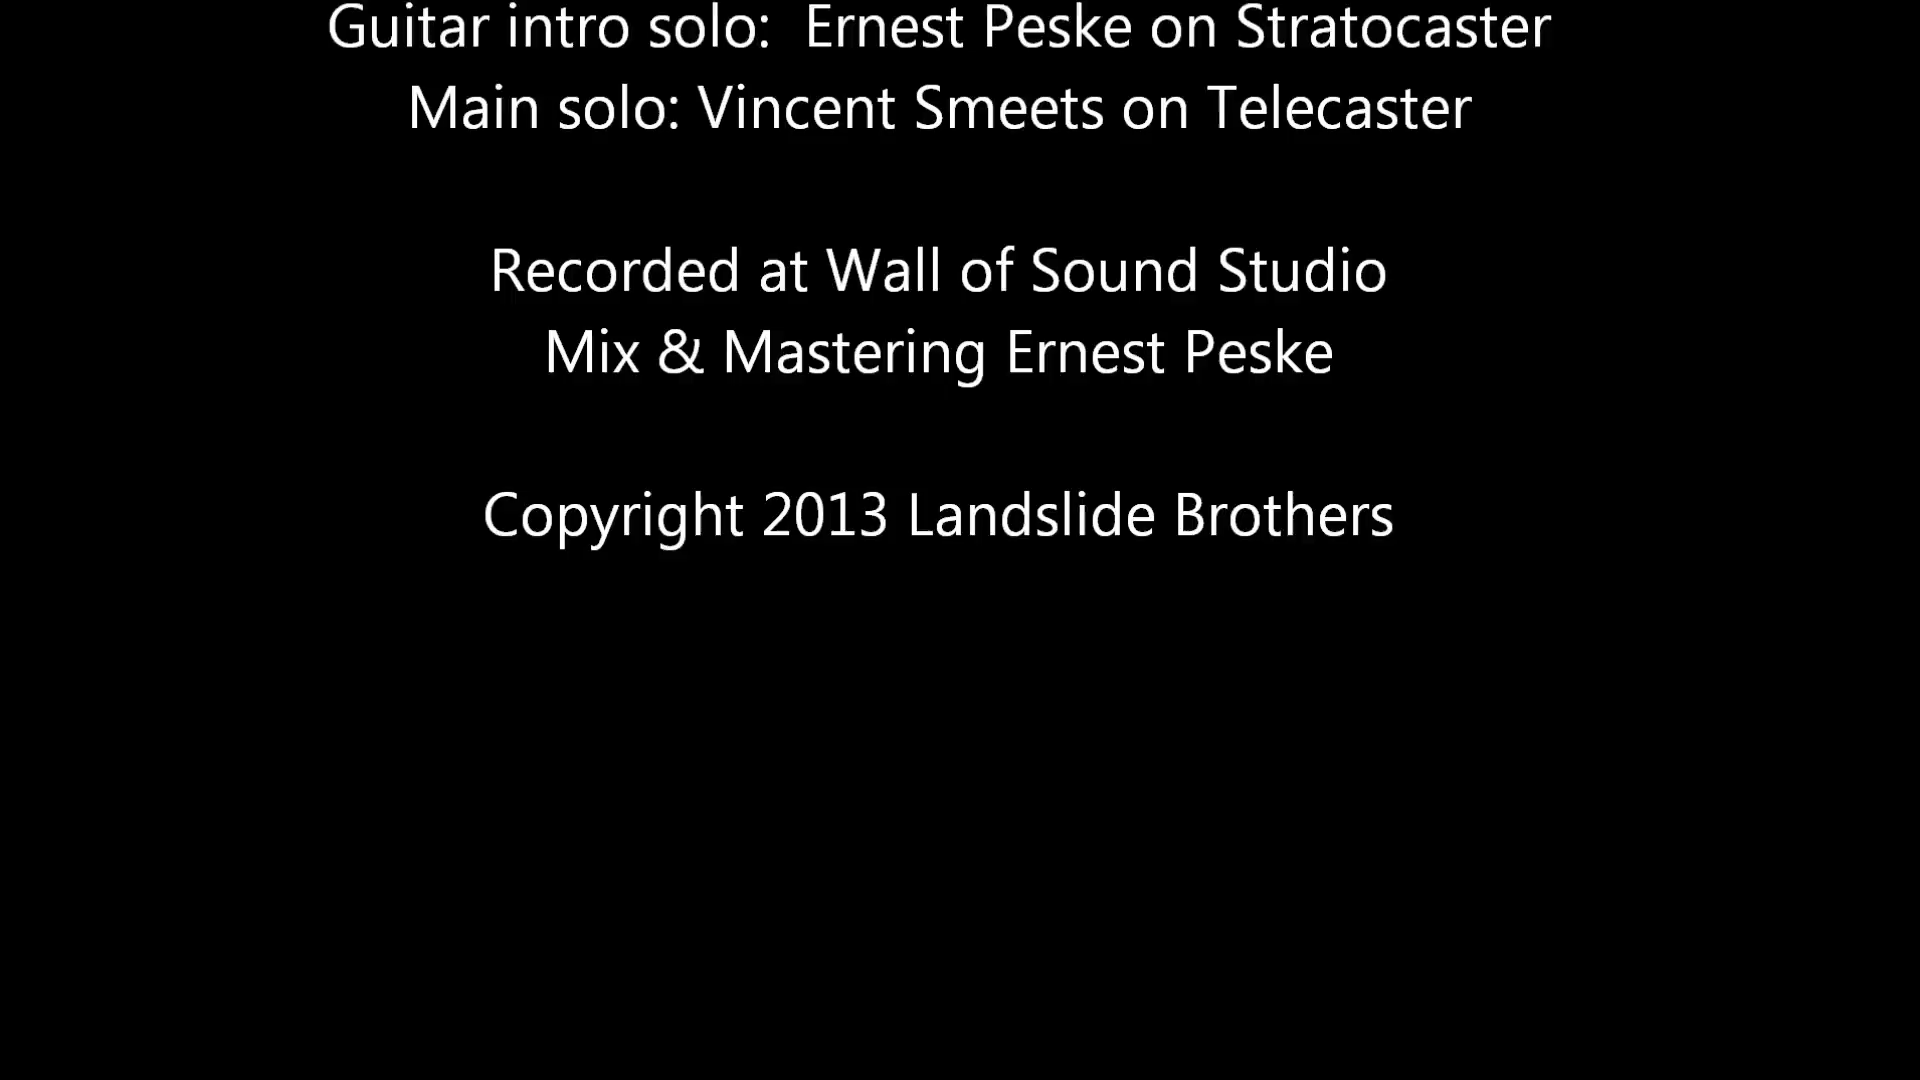 Guitar intro solo:  Ernest Peske on Stratocaster
Main solo: Vincent Smeets on Telecaster
Recorded at Wall of Sound Studio
Mix & Mastering Ernest Peske
Copyright 2013 Landslide Brothers